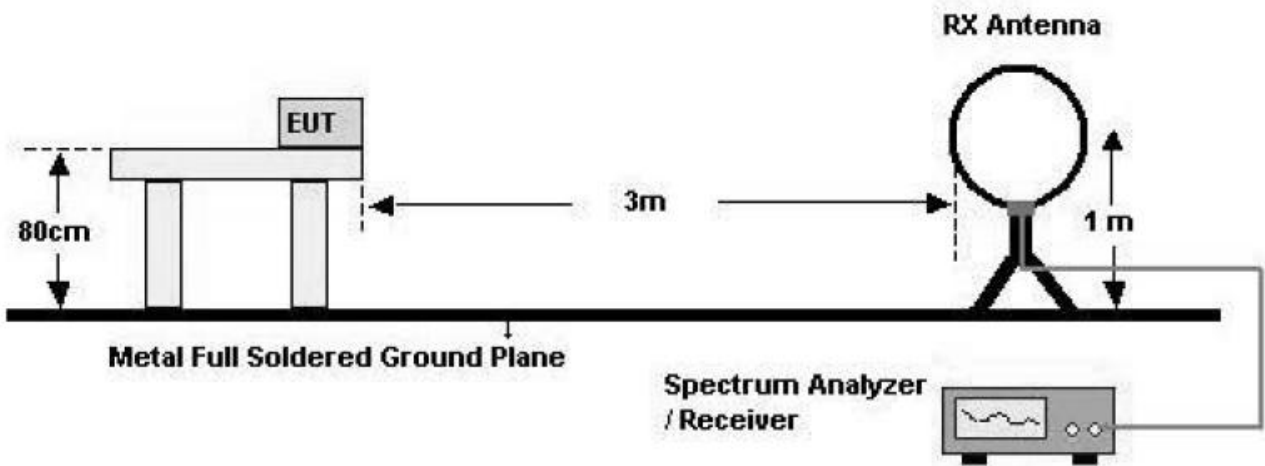 RX Antenna
EUT
80cm
3m
1 m
Metal Full Soldered Ground Plane
Spectrum Analyzer
/ Receiver